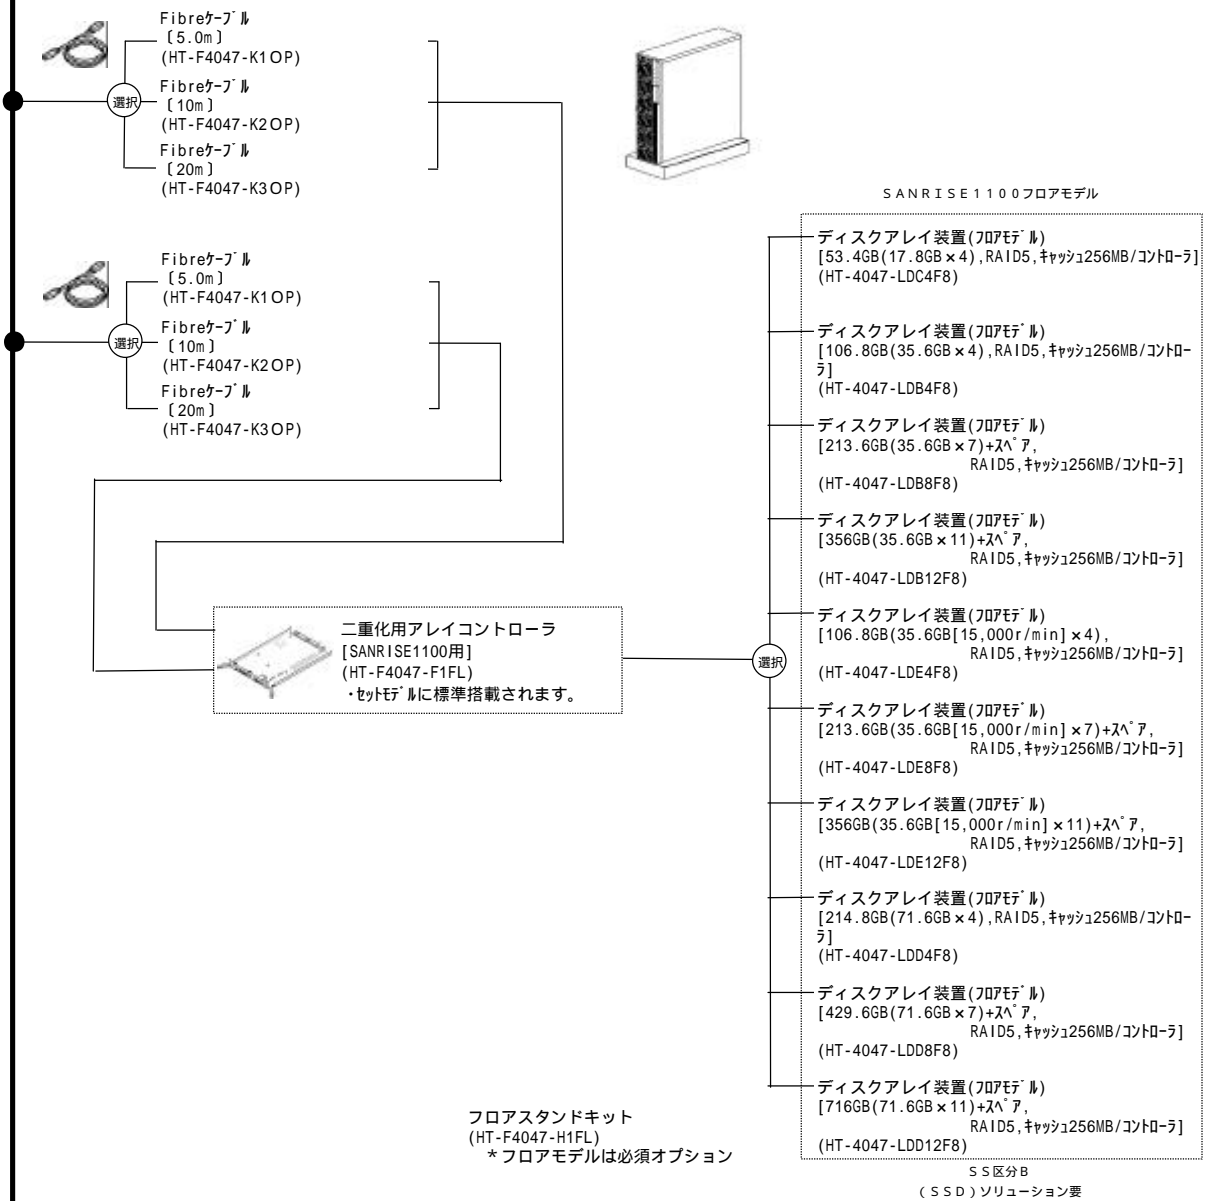 Fibreｹｰﾌﾞﾙ
〔5.0m〕
(HT-F4047-K1OP)
選択
Fibreｹｰﾌﾞﾙ
〔10m〕
(HT-F4047-K2OP)
Fibreｹｰﾌﾞﾙ
〔20m〕
(HT-F4047-K3OP)
Fibreｹｰﾌﾞﾙ
〔5.0m〕
(HT-F4047-K1OP)
選択
Fibreｹｰﾌﾞﾙ
〔10m〕
(HT-F4047-K2OP)
Fibreｹｰﾌﾞﾙ
〔20m〕
(HT-F4047-K3OP)
二重化用アレイコントローラ
[SANRISE1100用]
(HT-F4047-F1FL)
・ｾｯﾄﾓﾃﾞﾙに標準搭載されます。
選択
ＳＡＮＲＩＳＥ１１００フロアモデル
ディスクアレイ装置(ﾌﾛｱﾓﾃﾞﾙ)
[53.4GB(17.8GB×4),RAID5,ｷｬｯｼｭ256MB/ｺﾝﾄﾛｰﾗ]
(HT-4047-LDC4F8)
ディスクアレイ装置(ﾌﾛｱﾓﾃﾞﾙ)
[106.8GB(35.6GB×4),RAID5,ｷｬｯｼｭ256MB/ｺﾝﾄﾛｰ
ﾗ]
(HT-4047-LDB4F8)
ディスクアレイ装置(ﾌﾛｱﾓﾃﾞﾙ)
[213.6GB(35.6GB×7)+ｽﾍﾟｱ,
RAID5,ｷｬｯｼｭ256MB/ｺﾝﾄﾛｰﾗ]
(HT-4047-LDB8F8)
ディスクアレイ装置(ﾌﾛｱﾓﾃﾞﾙ)
[356GB(35.6GB×11)+ｽﾍﾟｱ,
RAID5,ｷｬｯｼｭ256MB/ｺﾝﾄﾛｰﾗ]
(HT-4047-LDB12F8)
ディスクアレイ装置(ﾌﾛｱﾓﾃﾞﾙ)
[106.8GB(35.6GB[15,000r/min]×4),
RAID5,ｷｬｯｼｭ256MB/ｺﾝﾄﾛｰﾗ]
(HT-4047-LDE4F8)
ディスクアレイ装置(ﾌﾛｱﾓﾃﾞﾙ)
[213.6GB(35.6GB[15,000r/min]×7)+ｽﾍﾟｱ,
RAID5,ｷｬｯｼｭ256MB/ｺﾝﾄﾛｰﾗ]
(HT-4047-LDE8F8)
ディスクアレイ装置(ﾌﾛｱﾓﾃﾞﾙ)
[356GB(35.6GB[15,000r/min]×11)+ｽﾍﾟｱ,
RAID5,ｷｬｯｼｭ256MB/ｺﾝﾄﾛｰﾗ]
(HT-4047-LDE12F8)
ディスクアレイ装置(ﾌﾛｱﾓﾃﾞﾙ)
[214.8GB(71.6GB×4),RAID5,ｷｬｯｼｭ256MB/ｺﾝﾄﾛｰ
ﾗ]
(HT-4047-LDD4F8)
ディスクアレイ装置(ﾌﾛｱﾓﾃﾞﾙ)
[429.6GB(71.6GB×7)+ｽﾍﾟｱ,
RAID5,ｷｬｯｼｭ256MB/ｺﾝﾄﾛｰﾗ]
(HT-4047-LDD8F8)
ディスクアレイ装置(ﾌﾛｱﾓﾃﾞﾙ)
[716GB(71.6GB×11)+ｽﾍﾟｱ,
RAID5,ｷｬｯｼｭ256MB/ｺﾝﾄﾛｰﾗ]
(HT-4047-LDD12F8)
フロアスタンドキット
(HT-F4047-H1FL)
＊フロアモデルは必須オプション
ＳＳ区分Ｂ
（ＳＳＤ）ソリューション要